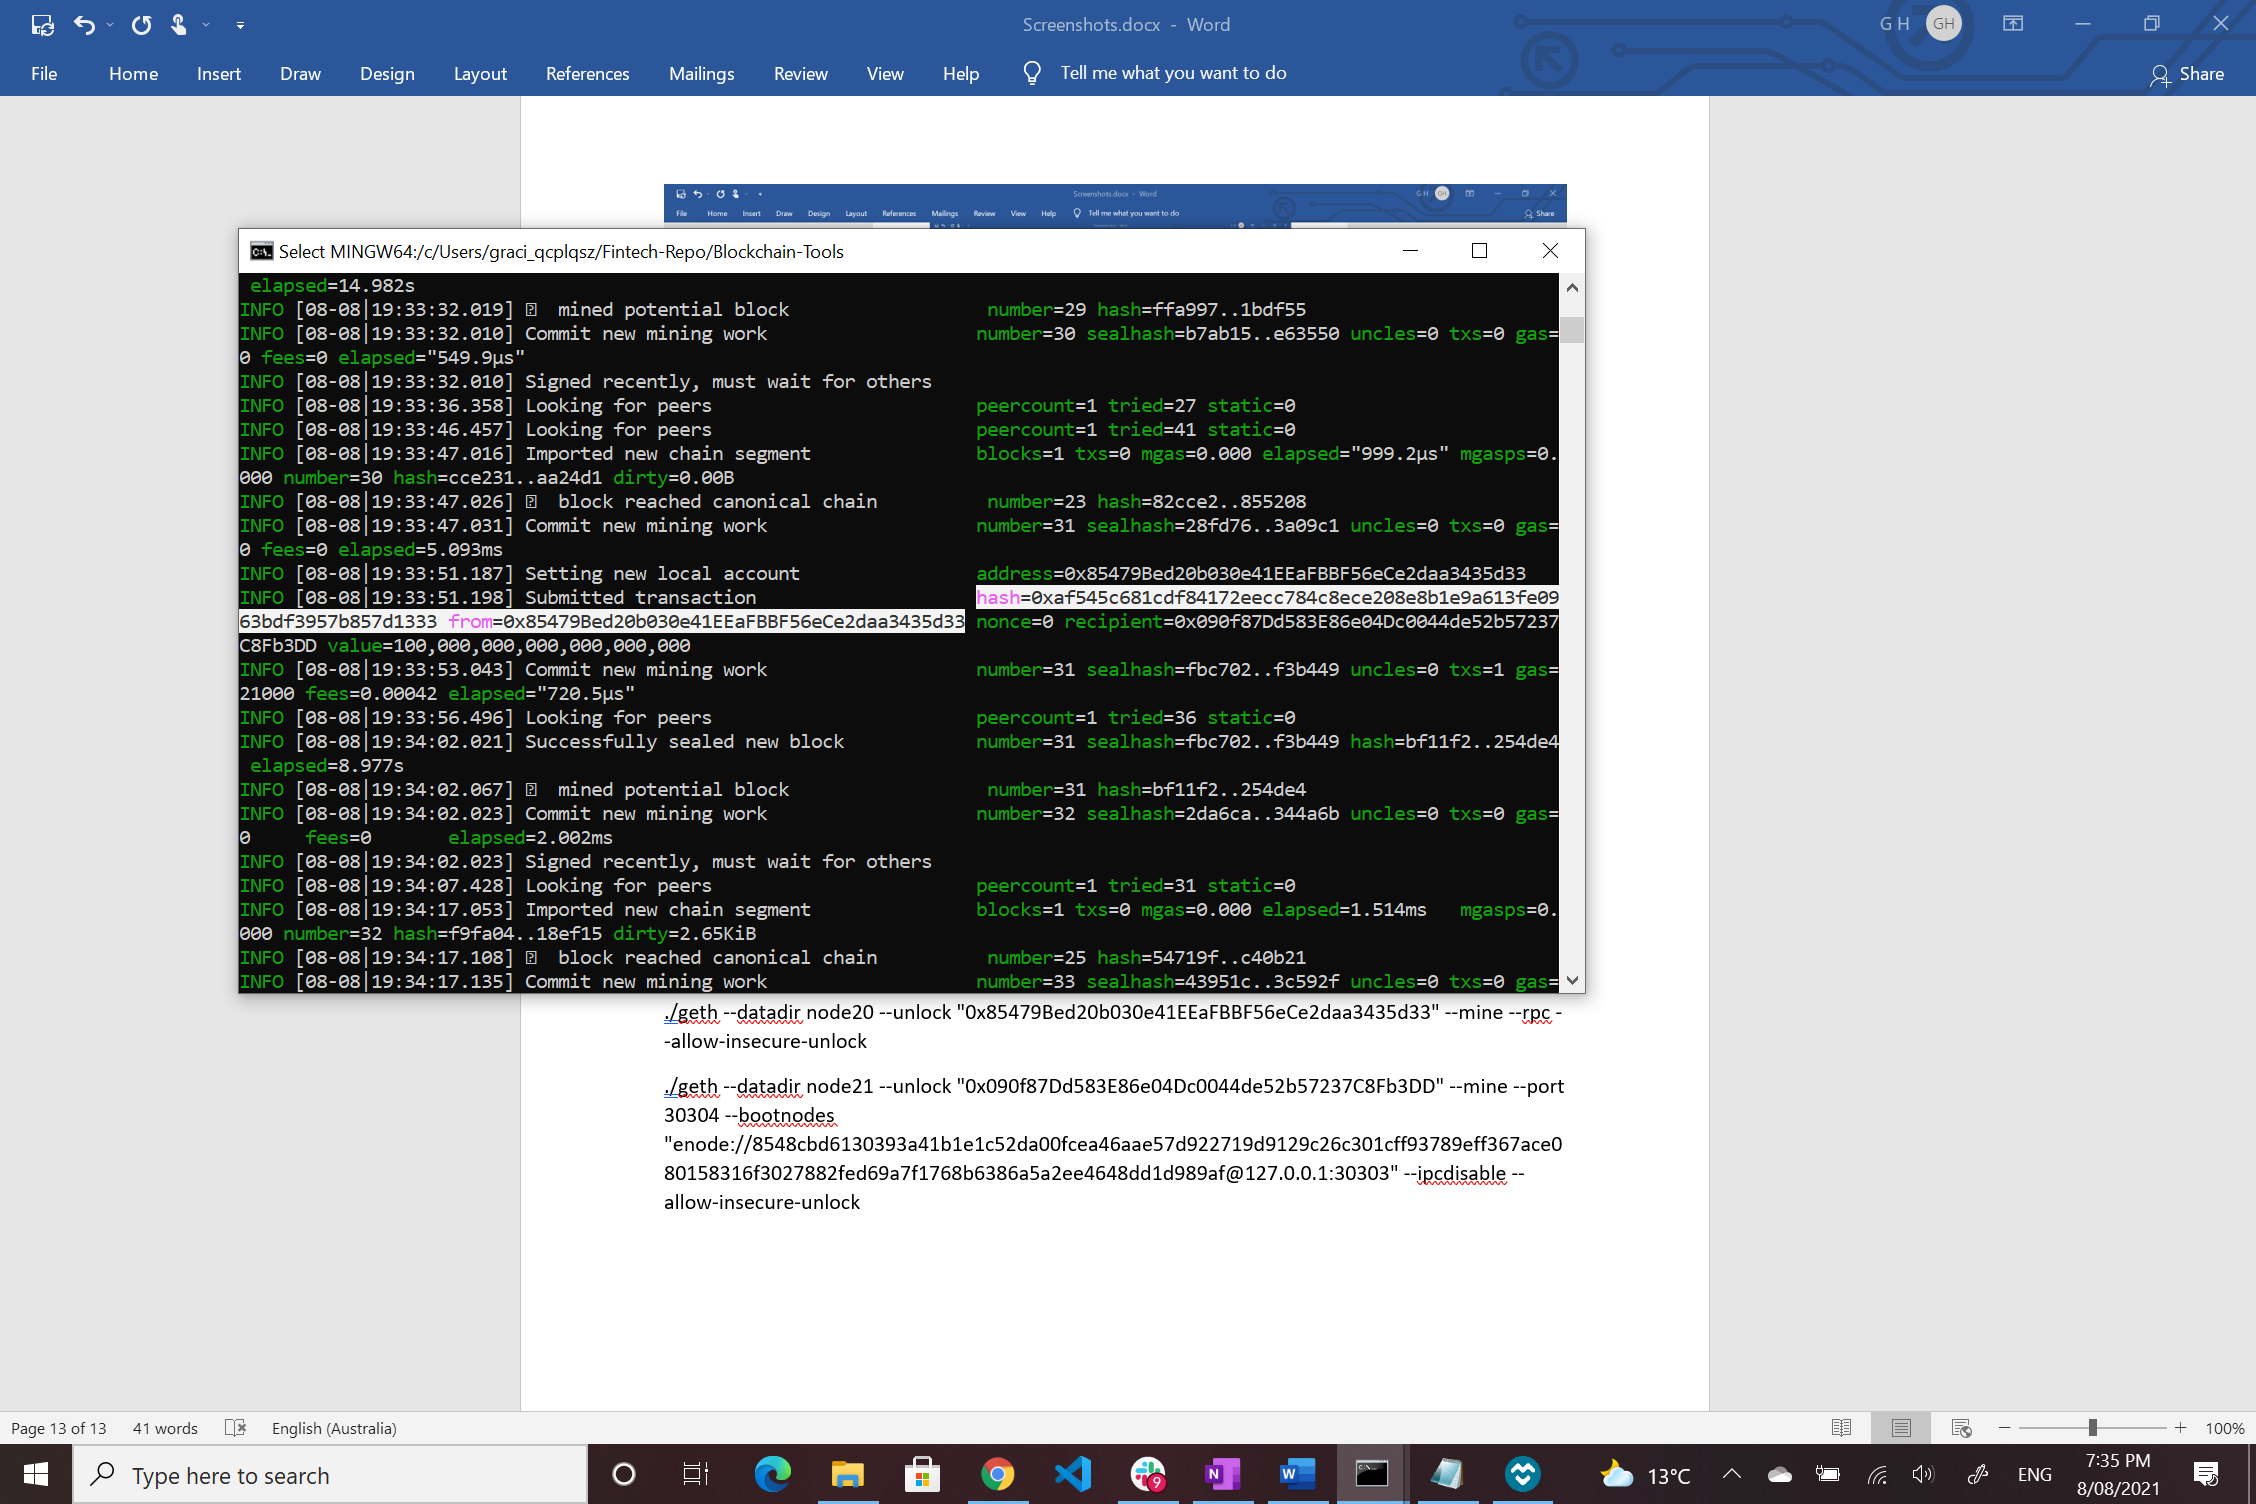 Screenshots.docx - Word
G H
GH
File Home Insert Draw Design Layout References Mailings Review View Help Tell me what you want to do
Share
Screenshots.docx - Word
G H GH
File Home Insert Draw Design Layout References Mailings Review View Help Tell me what you want to do Share
Select MINGW64:/c/Users/graci_qcplqsz/Fintech-Repo/Blockchain-Tools
elapsed=14.982s
INFO [08-08|19:33:32.019] mined potential block number=29 hash=ffa997..1bdf55
INFO [08-08|19:33:32.010] Commit new mining work number=30 sealhash=b7ab15..e63550 uncles=0 txs=0 gas=
0 fees=0 elapsed="549.9µs"
INFO [08-08|19:33:32.010] Signed recently, must wait for others
INFO [08-08|19:33:36.358] Looking for peers peercount=1 tried=27 static=0
INFO [08-08|19:33:46.457] Looking for peers peercount=1 tried=41 static=0
INFO [08-08|19:33:47.016] Imported new chain segment blocks=1 txs=0 mgas=0.000 elapsed="999.2µs" mgasps=0.
000 number=30 hash=cce231..aa24d1 dirty=0.00B
INFO [08-08|19:33:47.026] block reached canonical chain number=23 hash=82cce2..855208
INFO [08-08|19:33:47.031] Commit new mining work number=31 sealhash=28fd76..3a09c1 uncles=0 txs=0 gas=
0 fees=0 elapsed=5.093ms
INFO [08-08|19:33:51.187] Setting new local account address=0x85479Bed20b030e41EEaFBBF56eCe2daa3435d33
INFO [08-08|19:33:51.198] Submitted transaction hash=0xaf545c681cdf84172eecc784c8ece208e8b1e9a613fe09
63bdf3957b857d1333 from=0x85479Bed20b030e41EEaFBBF56eCe2daa3435d33 nonce=0 recipient=0x090f87Dd583E86e04Dc0044de52b57237
C8Fb3DD value=100,000,000,000,000,000
INFO [08-08|19:33:53.043] Commit new mining work number=31 sealhash=fbc702..f3b449 uncles=0 txs=1 gas=
21000 fees=0.00042 elapsed="720.5µs"
INFO [08-08|19:33:56.496] Looking for peers peercount=1 tried=36 static=0
INFO [08-08|19:34:02.021] Successfully sealed new block number=31 sealhash=fbc702..f3b449 hash=bf11f2..254de4
elapsed=8.977s
INFO [08-08|19:34:02.067] mined potential block number=31 hash=bf11f2..254de4
INFO [08-08|19:34:02.023] Commit new mining work number=32 sealhash=2da6ca..344a6b uncles=0 txs=0 gas=
0 fees=0 elapsed=2.002ms
INFO [08-08|19:34:02.023] Signed recently, must wait for others
INFO [08-08|19:34:07.428] Looking for peers peercount=1 tried=31 static=0
INFO [08-08|19:34:17.053] Imported new chain segment blocks=1 txs=0 mgas=0.000 elapsed=1.514ms mgasps=0.
000 number=32 hash=f9fa04..18ef15 dirty=2.65KiB
INFO [08-08|19:34:17.108] block reached canonical chain number=25 hash=54719f..c40b21
INFO [08-08|19:34:17.135] Commit new mining work number=33 sealhash=43951c..3c592f uncles=0 txs=0 gas=
./geth --datadir node20 --unlock "0x85479Bed20b030e41EEaFBBF56eCe2daa3435d33" --mine --rpc -
-allow-insecure-unlock
./geth --datadir node21 --unlock "0x090f87Dd583E86e04Dc0044de52b57237C8Fb3DD" --mine --port
30304 --bootnodes
"enode://8548cbd6130393a41b1e1c52da00fcea46aae57d922719d9129c26c301cff93789eff367ace0
80158316f3027882fed69a7f1768b6386a5a2ee4648dd1d989af@127.0.0.1:30303" --ipcdisable --
allow-insecure-unlock
Page 13 of 13 41 words English (Australia)
100%
Type here to search
9
13°C
ENG
7:35 PM
8/08/2021